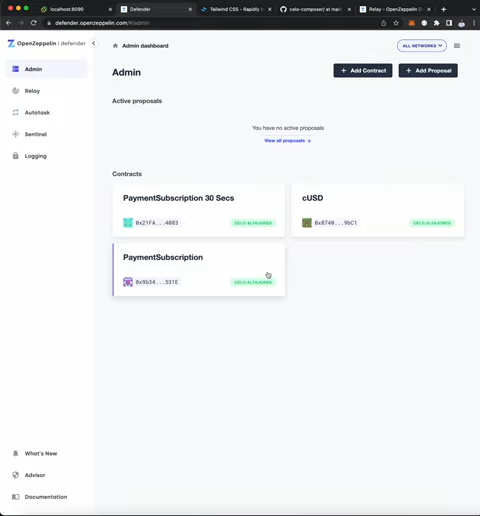 localhost:8090
Defender
Tailwind CSS - Rapidly b
celo-composer/ at main
Relay - OpenZeppelin D
defender.openzeppelin.com/#/admin
OpenZeppelin | defender
Admin dashboard
ALL NETWORKS
Admin
Relay
Autotask
Sentinel
Logging
What's New
Advisor
Documentation
Admin
+ Add Contract
+ Add Proposal
Active proposals
You have no active proposals
View all proposals →
Contracts
PaymentSubscription 30 Secs
0x21FA...4083
CELO ALFAJORES
cUSD
0x8740...9bC1
CELO ALFAJORES
PaymentSubscription
0x9b34...531E
CELO ALFAJORES